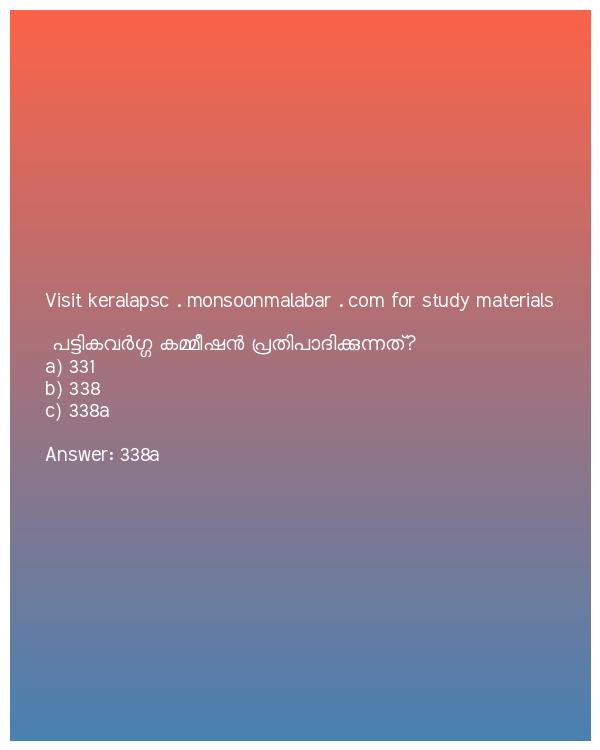 Visit keralapsc . monsoonmalabar . com for study materials
പട്ടികവർഗ്ഗ കമ്മീഷൻ പ്രതിപാദിക്കുന്നത്?
a) 331
b) 338
c) 338a
Answer: 338a